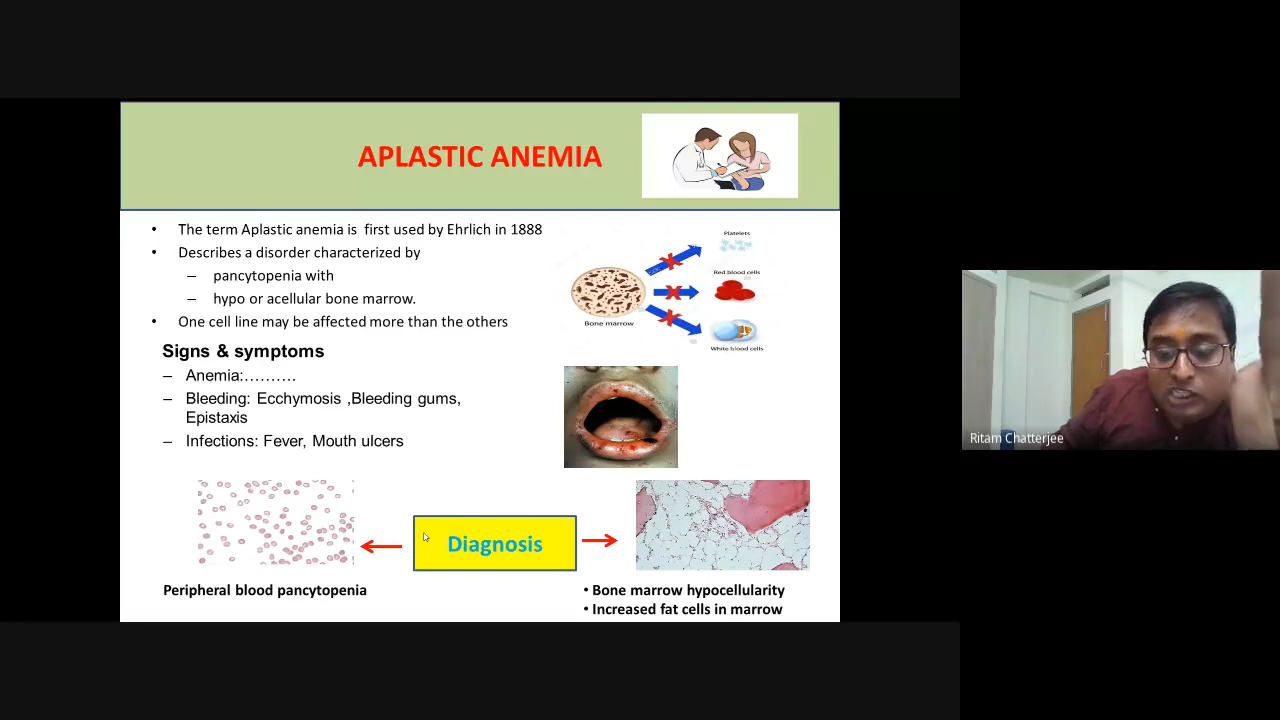 APLASTIC ANEMIA
• The term Aplastic anemia is first used by Ehrlich in 1888
• Describes a disorder characterized by
– pancytopenia with
– hypo or acellular bone marrow.
• One cell line may be affected more than the others
Platelets
Red blood cells
Bone marrow
White blood cells
Signs & symptoms
– Anemia:……….
– Bleeding: Ecchymosis ,Bleeding gums,
Epistaxis
– Infections: Fever, Mouth ulcers
Diagnosis
Peripheral blood pancytopenia
• Bone marrow hypocellularity
• Increased fat cells in marrow
Ritam Chatterjee